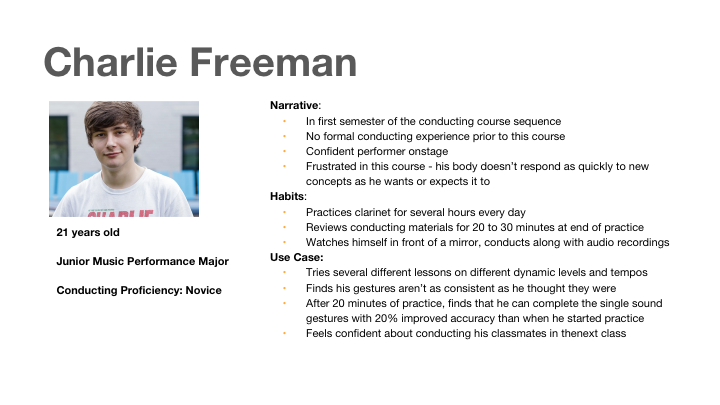 Charlie Freeman
CHARLIE
21 years old
Junior Music Performance Major
Conducting Proficiency: Novice
Narrative:
In first semester of the conducting course sequence
No formal conducting experience prior to this course
Confident performer onstage
Frustrated in this course - his body doesn't respond as quickly to new
concepts as he wants or expects it to
Habits:
Practices clarinet for several hours every day
Reviews conducting materials for 20 to 30 minutes at end of practice
Watches himself in front of a mirror, conducts along with audio recordings
Use Case:
Tries several different lessons on different dynamic levels and tempos
Finds his gestures aren't as consistent as he thought they were
After 20 minutes of practice, finds that he can complete the single sound
gestures with 20% improved accuracy than when he started practice
Feels confident about conducting his classmates in thenext class